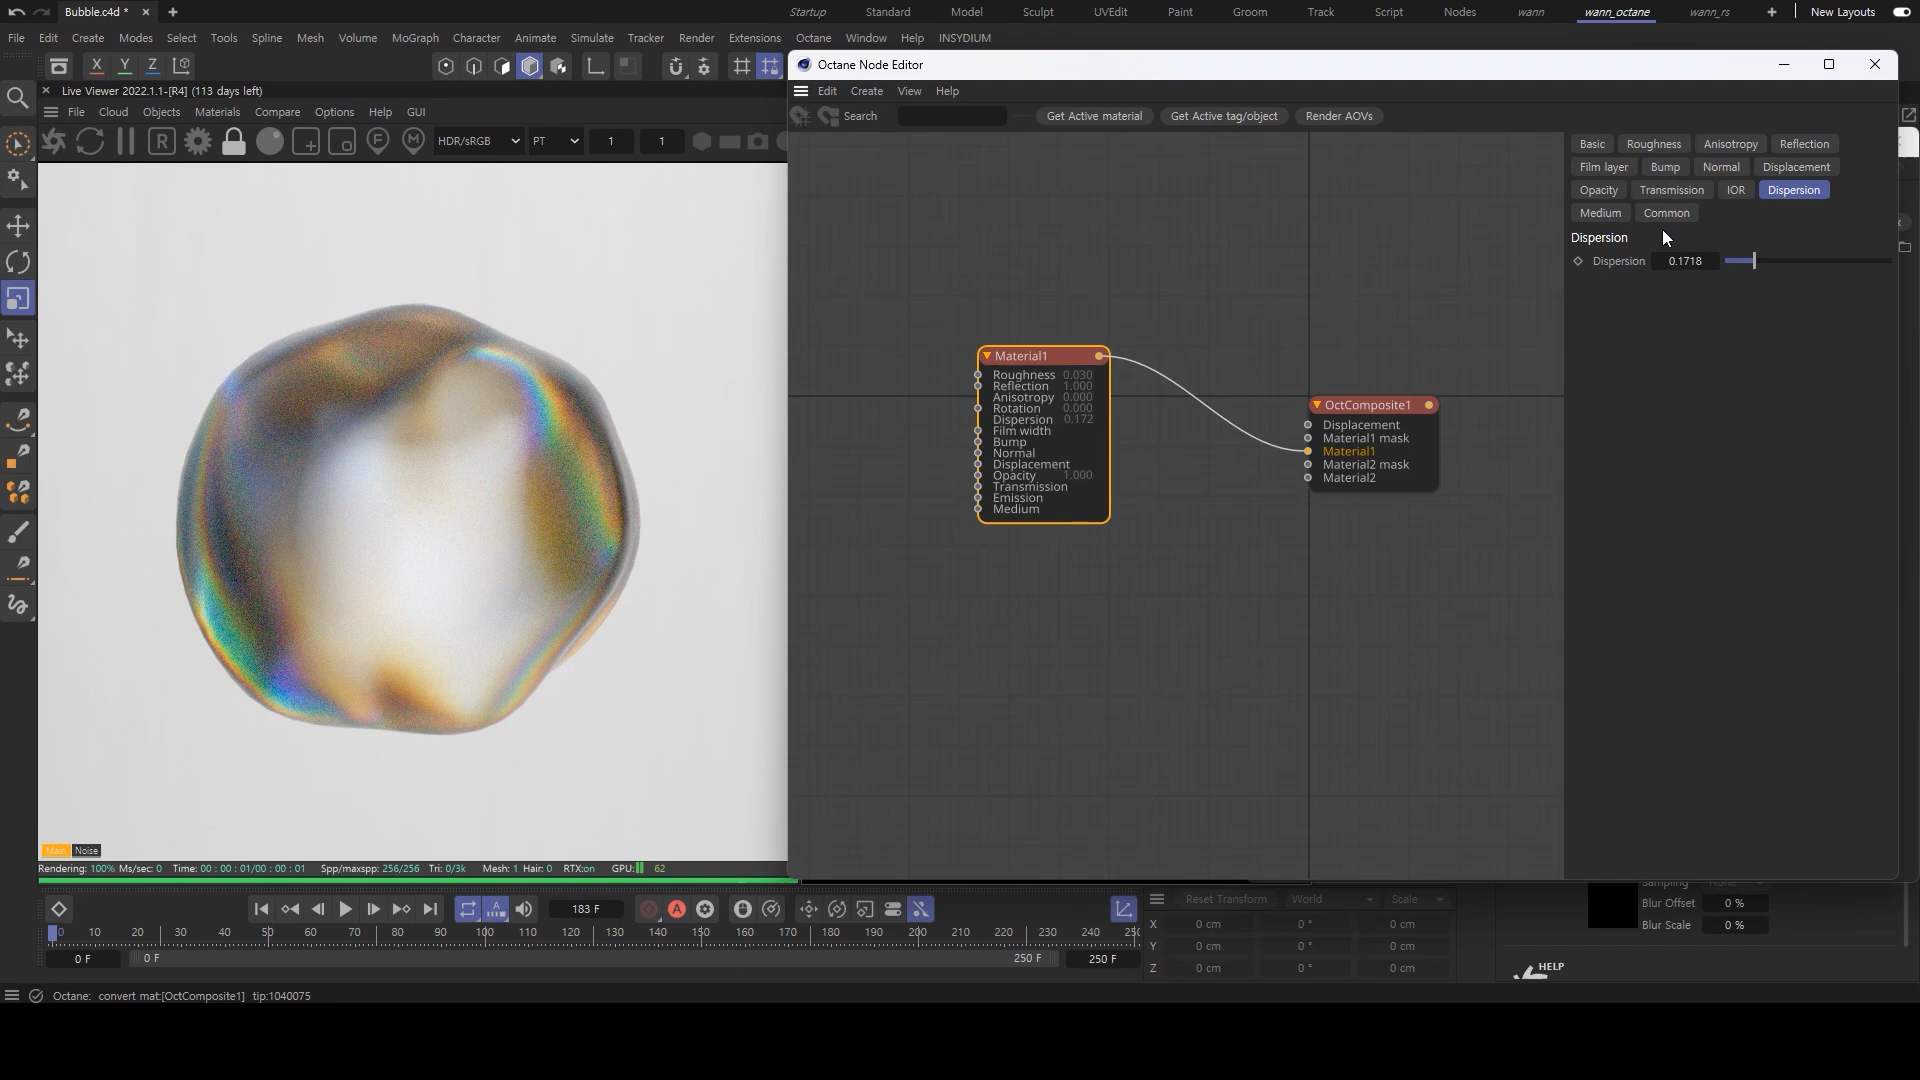 Bubble.c4d *
Startup Standard Model Sculpt UVEdit Paint Groom Track Script Nodes wann wann_octane wann_rs New Layouts
File Edit Create Modes Select Tools Spline Mesh Volume MoGraph Character Animate Simulate Tracker Render Extensions Octane Window Help INSYDIUM
X Y Z
Octane Node Editor
Live Viewer 2022.1.1-[R4] (113 days left)
Edit Create View Help
File Cloud Objects Materials Compare Options Help GUI
Search Get Active material Get Active tag/object Render AOVs
R F M HDR/sRGB PT 1 1
Basic Roughness Anisotropy Reflection
Film layer Bump Normal Displacement
Opacity Transmission IOR Dispersion
Medium Common
Dispersion
Dispersion 0.1718
Material1
Roughness 0.030
Reflection 1.000
Anisotropy 0.000
Rotation 0.000
Dispersion 0.172
Film width
Bump
Normal
Displacement
Opacity 1.000
Transmission
Emission
Medium
OctComposite1
Displacement
Material1 mask
Material1
Material2 mask
Material2
Main Noise
Rendering: 100% Ms/sec: 0 Time: 00 : 00 : 01/00 : 00 : 01 Spp/maxspp: 256/256 Tri: 0/3k Mesh: 1 Hair: 0 RTX:on GPU: 62
183 F
A A
Reset Transform World Scale
Sampling None
Blur Offset 0 %
Blur Scale 0 %
0 10 20 30 40 50 60 70 80 90 100 110 120 130 140 150 160 170 180 190 200 210 220 230 240
0 F 0 F 250 F 250 F
X 0 cm 0 ° 0 cm
Y 0 cm 0 ° 0 cm
Z 0 cm 0 ° 0 cm
HELP
Octane: convert mat:[OctComposite1] tip:1040075